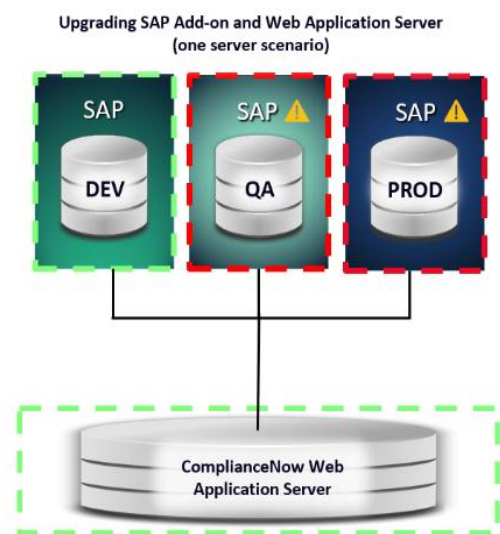 Upgrading SAP Add-on and Web Application Server
(one server scenario)
SAP
SAP
SAP
DEV
QA
PROD
ComplianceNow Web
Application Server